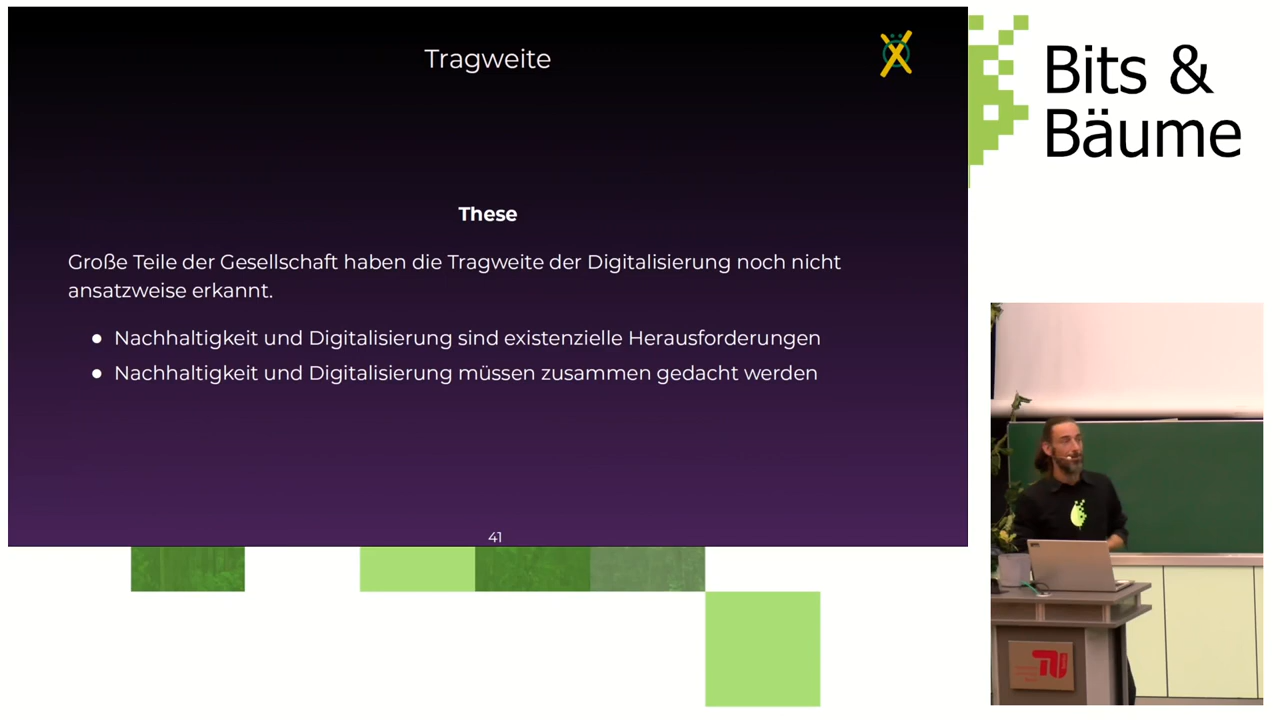 Tragweite
Bits &
Bäume
These
Große Teile der Gesellschaft haben die Tragweite der Digitalisierung noch nicht
ansatzweise erkannt.
● Nachhaltigkeit und Digitalisierung sind existenzielle Herausforderungen
● Nachhaltigkeit und Digitalisierung müssen zusammen gedacht werden
41